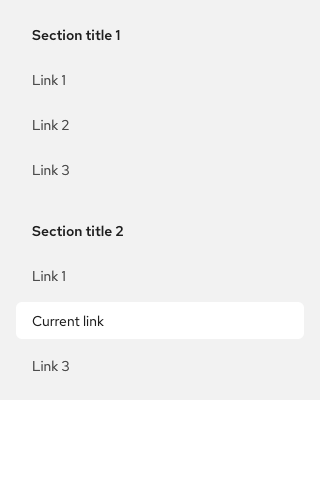 Section title 1
Link 1
Link 2
Link 3
Section title 2
Link 1
Current link
Link 3